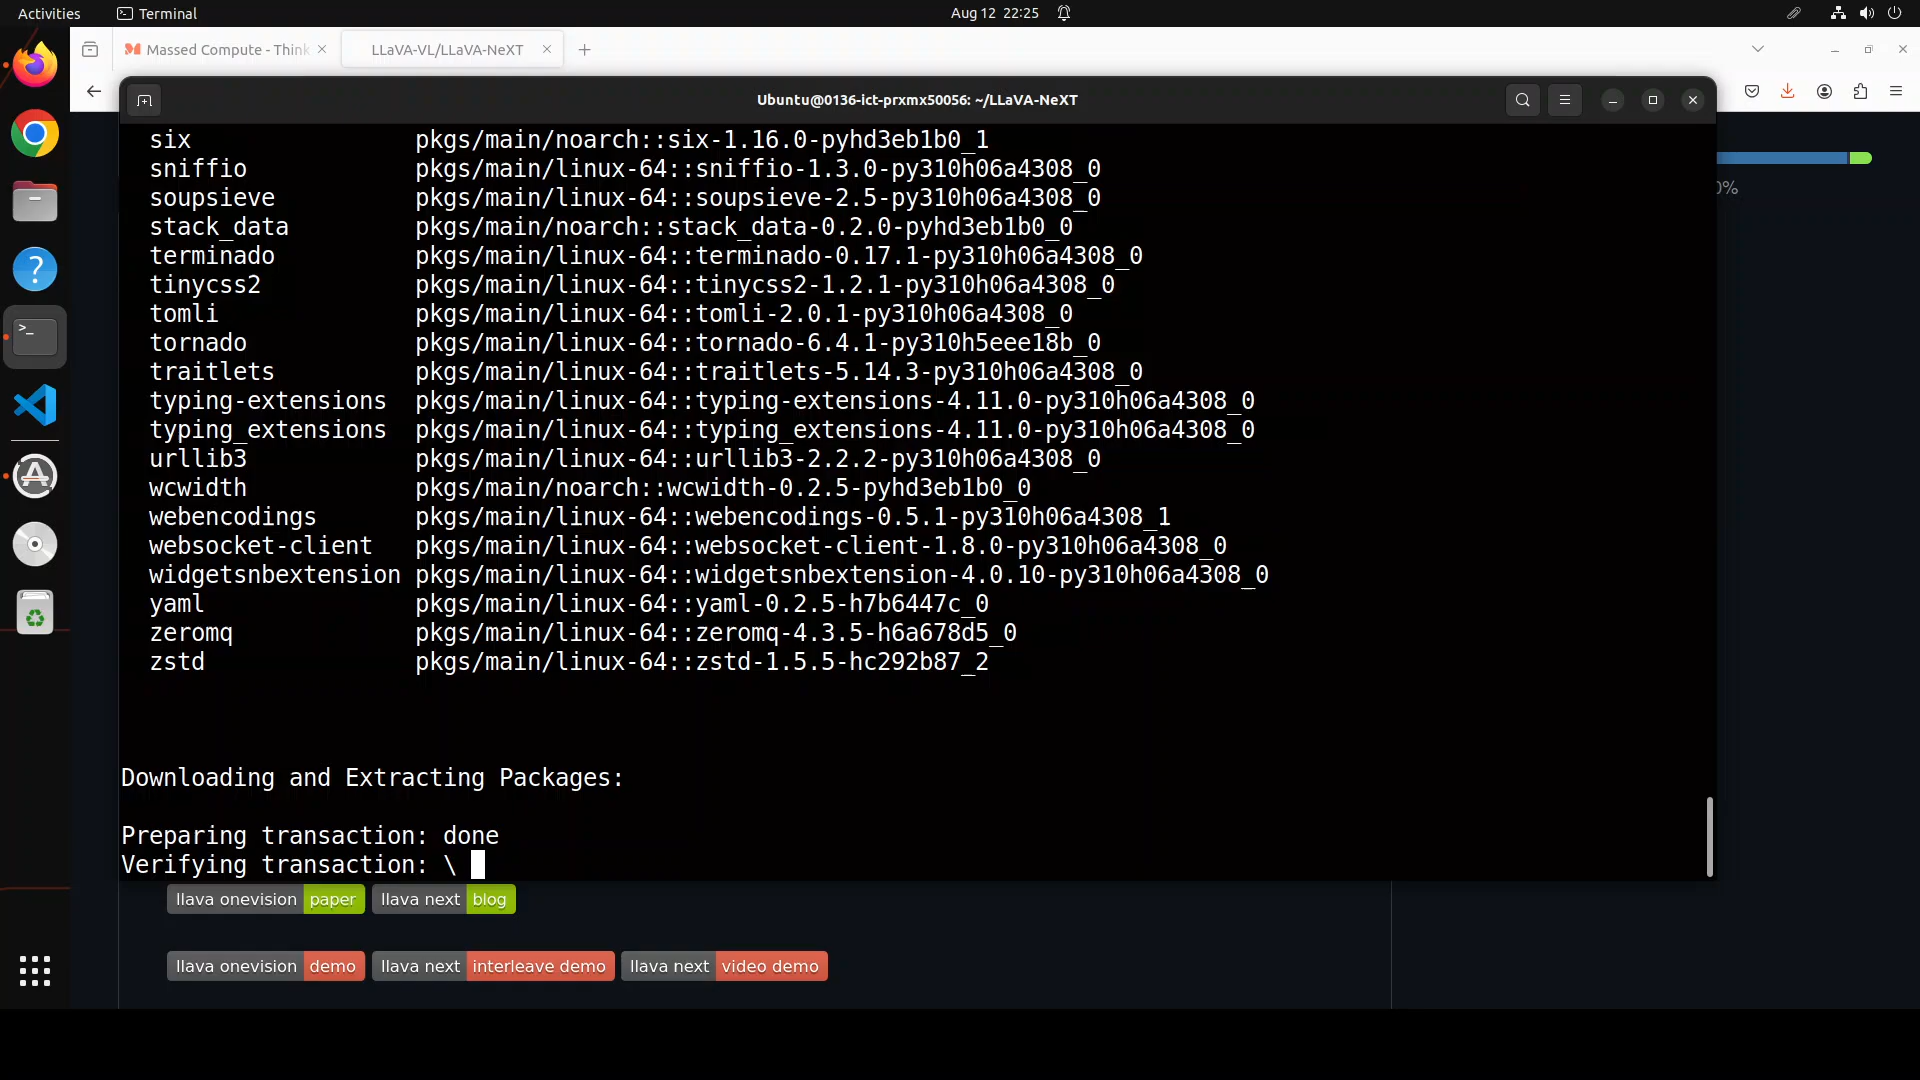 Activities Terminal Aug 12 22:25
Massed Compute - Think LLaVA-VL/LLaVA-NeXT
Ubuntu@0136-ict-prxmx50056: ~/LLaVA-NeXT
six pkgs/main/noarch::six-1.16.0-pyhd3eb1b0_1
sniffio pkgs/main/linux-64::sniffio-1.3.0-py310h06a4308_0
soupsieve pkgs/main/linux-64::soupsieve-2.5-py310h06a4308_0
stack_data pkgs/main/noarch::stack_data-0.2.0-pyhd3eb1b0_0
terminado pkgs/main/linux-64::terminado-0.17.1-py310h06a4308_0
tinycss2 pkgs/main/linux-64::tinycss2-1.2.1-py310h06a4308_0
tomli pkgs/main/linux-64::tomli-2.0.1-py310h06a4308_0
tornado pkgs/main/linux-64::tornado-6.4.1-py310h5eee18b_0
traitlets pkgs/main/linux-64::traitlets-5.14.3-py310h06a4308_0
typing-extensions pkgs/main/linux-64::typing-extensions-4.11.0-py310h06a4308_0
typing_extensions pkgs/main/linux-64::typing_extensions-4.11.0-py310h06a4308_0
urllib3 pkgs/main/linux-64::urllib3-2.2.2-py310h06a4308_0
wcwidth pkgs/main/noarch::wcwidth-0.2.5-pyhd3eb1b0_0
webencodings pkgs/main/linux-64::webencodings-0.5.1-py310h06a4308_1
websocket-client pkgs/main/linux-64::websocket-client-1.8.0-py310h06a4308_0
widgetsnbextension pkgs/main/linux-64::widgetsnbextension-4.0.10-py310h06a4308_0
yaml pkgs/main/linux-64::yaml-0.2.5-h7b6447c_0
zeromq pkgs/main/linux-64::zeromq-4.3.5-h6a678d5_0
zstd pkgs/main/linux-64::zstd-1.5.5-hc292b87_2
Downloading and Extracting Packages:
Preparing transaction: done
Verifying transaction: \
llava onevision paper llava next blog
llava onevision demo llava next interleave demo llava next video demo